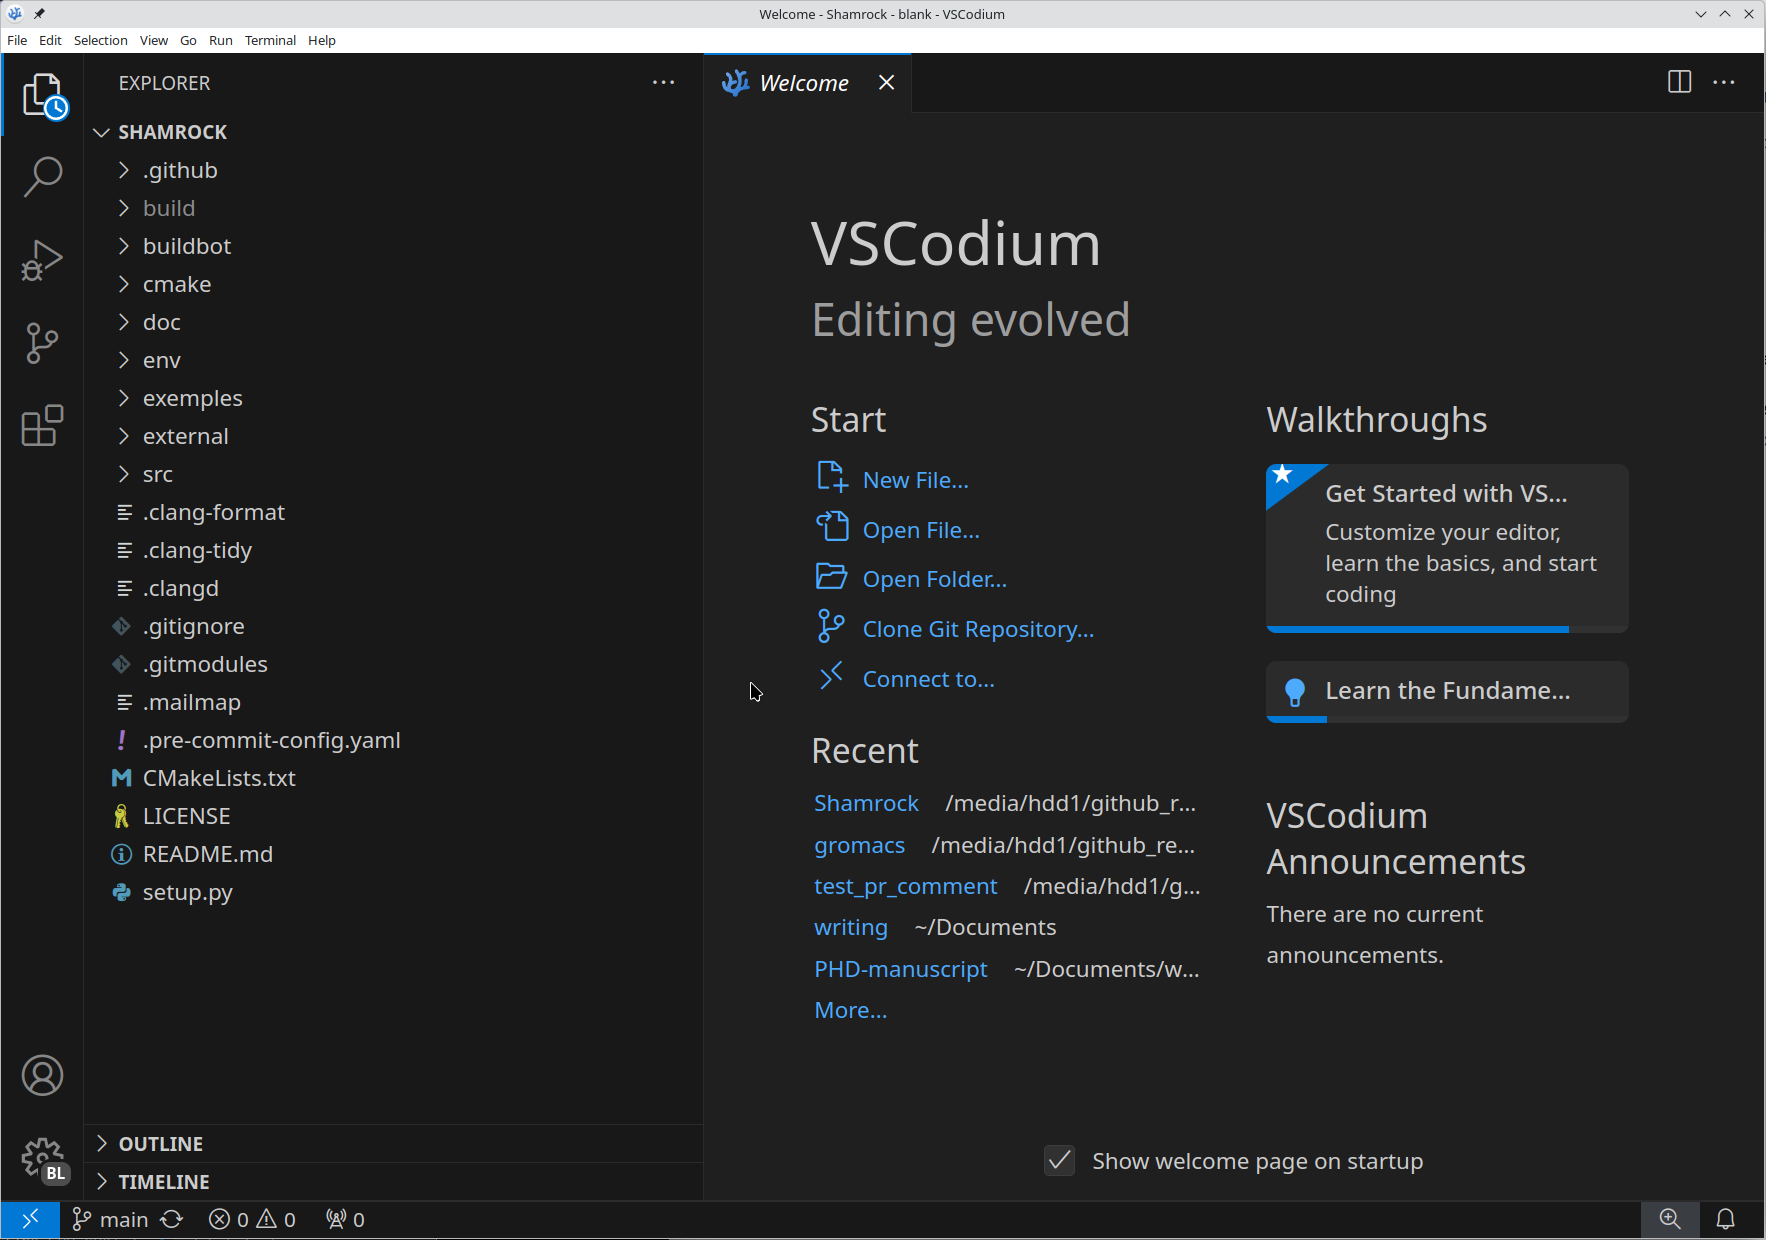 Welcome - Shamrock - blank - VSCodium
File Edit Selection View Go Run Terminal Help
EXPLORER
SHAMROCK
.github
build
buildbot
cmake
doc
env
exemples
external
src
.clang-format
.clang-tidy
.clangd
.gitignore
.gitmodules
.mailmap
.pre-commit-config.yaml
CMakeLists.txt
LICENSE
README.md
setup.py
OUTLINE
TIMELINE
BL
Welcome
VSCodium
Editing evolved
Start
New File...
Open File...
Open Folder...
Clone Git Repository...
Connect to...
Recent
Shamrock /media/hdd1/github_r...
gromacs /media/hdd1/github_re...
test_pr_comment /media/hdd1/g...
writing ~/Documents
PHD-manuscript ~/Documents/w...
More...
Walkthroughs
Get Started with VS...
Customize your editor,
learn the basics, and start
coding
Learn the Fundame...
VSCodium
Announcements
There are no current
announcements.
Show welcome page on startup
main 0 0 0